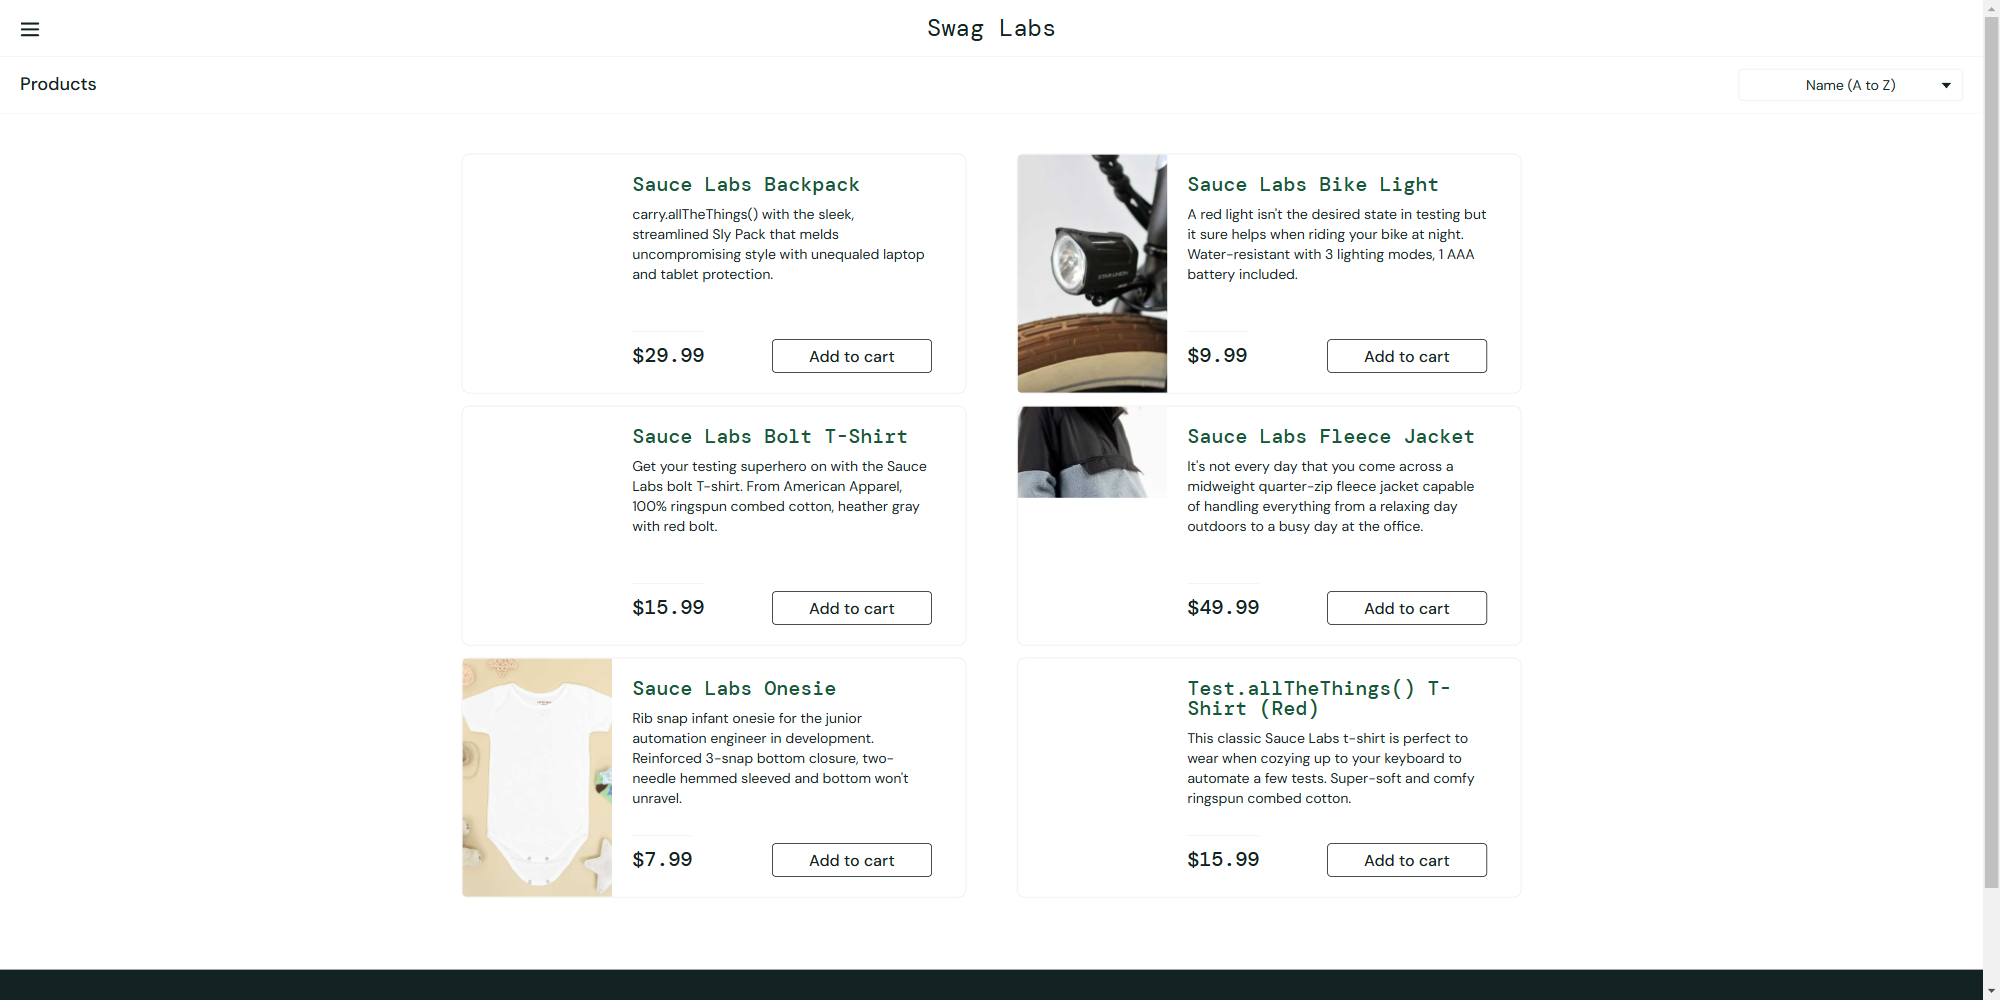 Swag Labs
Products
Name (A to Z)
Sauce Labs Backpack
carry.allTheThings() with the sleek,
streamlined Sly Pack that melds
uncompromising style with unequaled laptop
and tablet protection.
$29.99
Add to cart
Sauce Labs Bike Light
A red light isn't the desired state in testing but
it sure helps when riding your bike at night.
Water-resistant with 3 lighting modes, 1 AAA
battery included.
$9.99
Add to cart
Sauce Labs Bolt T-Shirt
Get your testing superhero on with the Sauce
Labs bolt T-shirt. From American Apparel,
100% ringspun combed cotton, heather gray
with red bolt.
$15.99
Add to cart
Sauce Labs Fleece Jacket
It's not every day that you come across a
midweight quarter-zip fleece jacket capable
of handling everything from a relaxing day
outdoors to a busy day at the office.
$49.99
Add to cart
Sauce Labs Onesie
Rib snap infant onesie for the junior
automation engineer in development.
Reinforced 3-snap bottom closure, two-
needle hemmed sleeved and bottom won't
unravel.
$7.99
Add to cart
Test.allTheThings() T-
Shirt (Red)
This classic Sauce Labs t-shirt is perfect to
wear when cozying up to your keyboard to
automate a few tests. Super-soft and comfy
ringspun combed cotton.
$15.99
Add to cart